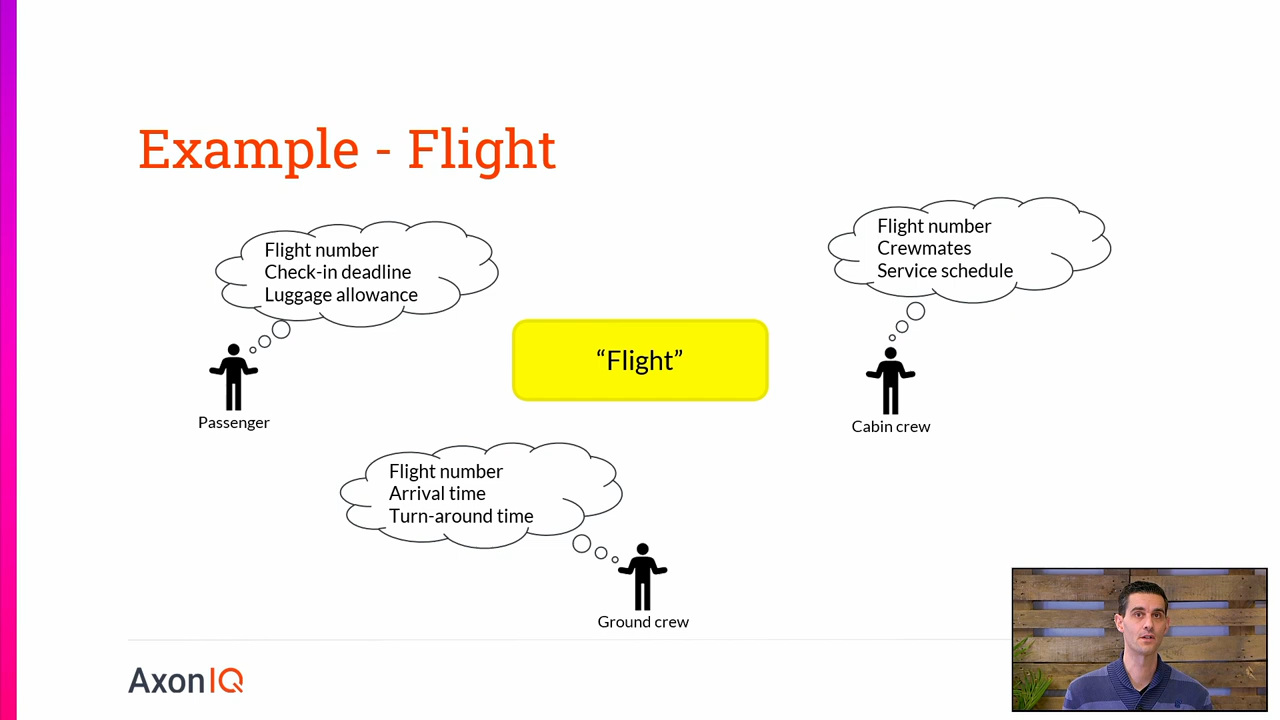 Example - Flight
Flight number
Check-in deadline
Luggage allowance
Passenger
Flight number
Crewmates
Service schedule
Cabin crew
“Flight”
Flight number
Arrival time
Turn-around time
Ground crew
AxonIQ